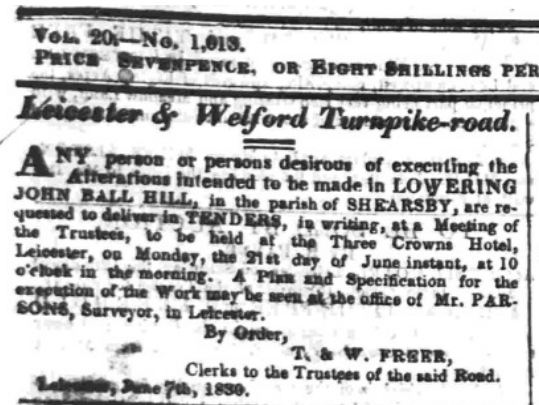 VOL. 20.—No. 1,013.
PRICE SEVENPENCE, OR EIGHT SHILLINGS PER
Leicester & Welford Turnpike-road.
ANY person or persons desirous of executing the
Alterations intended to be made in LOWERING
JOHN BALL HILL, in the parish of SHEARSBY, are re-
quested to deliver in TENDERS, in writing, at a Meeting of
the Trustees, to be held at the Three Crowns Hotel,
Leicester, on Monday, the 21st day of June instant, at 10
o'clock in the morning. A Plan and Specification for the
execution of the Work may be seen at the office of Mr. PAR-
SONS, Surveyor, in Leicester.
By Order,
T. & W. FREER,
Clerks to the Trustees of the said Road.
Leicester, June 7th, 1830.